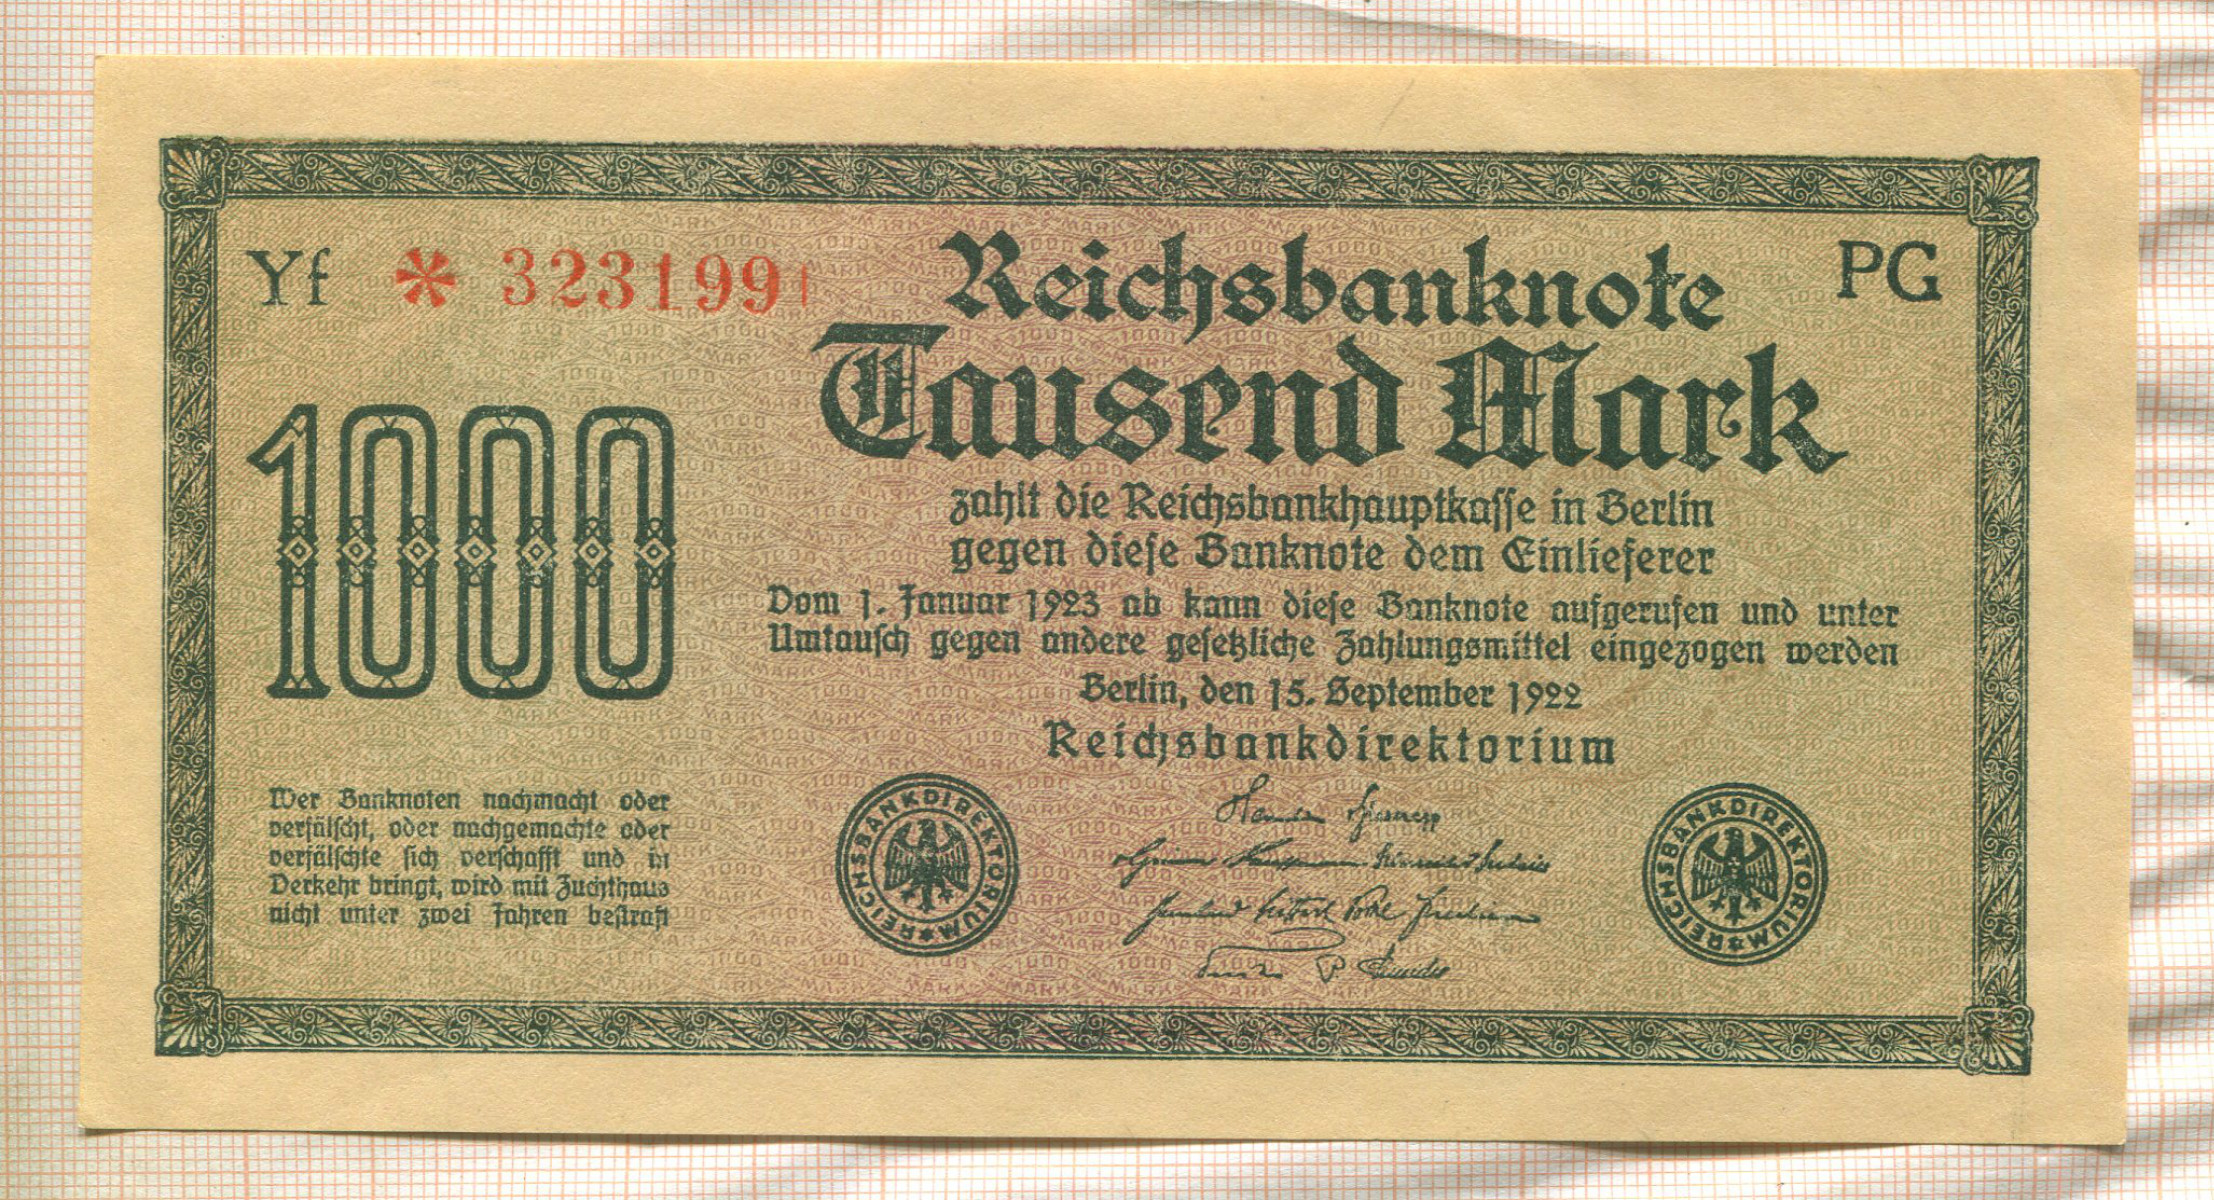 Yf * 323199
Reichsbanknote
PG
Tausend Mark
1000
zahlt die Reichsbankhauptkasse in Berlin
gegen diese Banknote dem Einlieferer
Vom 1. Januar 1923 ab kann diese Banknote aufgerufen und unter
Umtausch gegen andere gesetzliche Zahlungsmittel eingezogen werden
Berlin, den 15. September 1922
Reichsbankdirektorium
Wer Banknoten nachmacht oder
verfälscht, oder nachgemachte oder
verfälschte sich verschafft und in
Verkehr bringt, wird mit Zuchthaus
nicht unter zwei Jahren bestraft
REICHSBANKDIREKTORIUM
REICHSBANKDIREKTORIUM